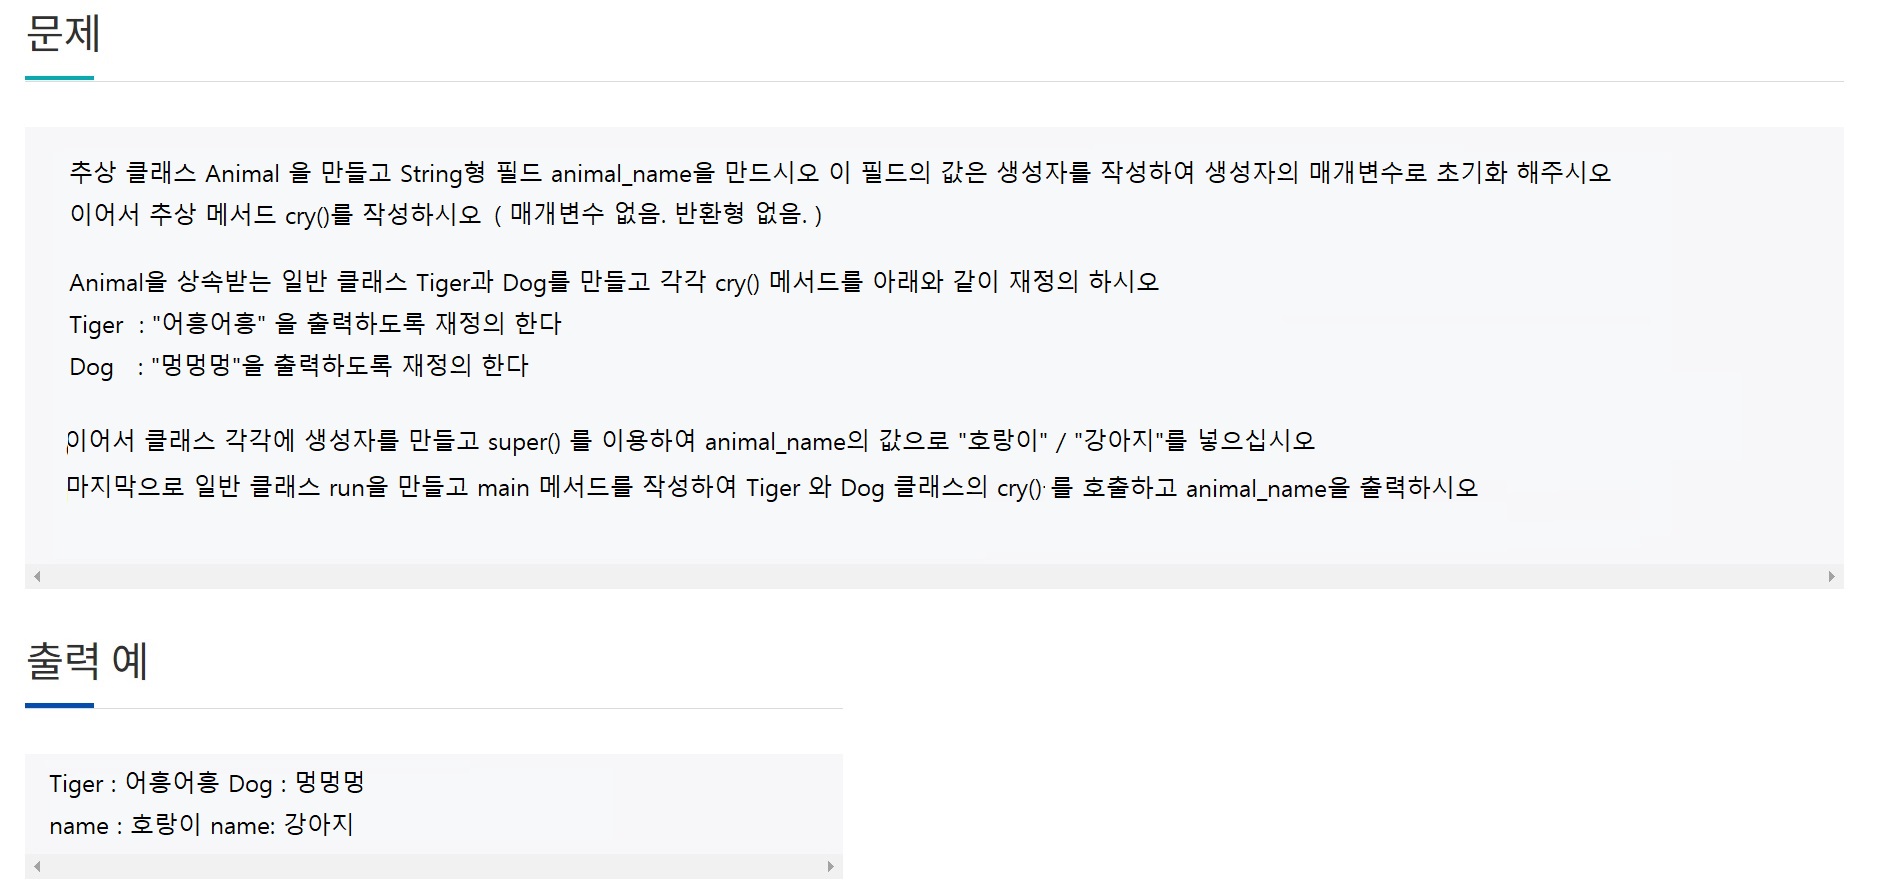 문제
추상 클래스 Animal 을 만들고 String형 필드 animal_name을 만드시오 이 필드의 값은 생성자를 작성하여 생성자의 매개변수로 초기화 해주시오
이어서 추상 메서드 cry()를 작성하시오 ( 매개변수 없음. 반환형 없음. )
Animal을 상속받는 일반 클래스 Tiger과 Dog를 만들고 각각 cry() 메서드를 아래와 같이 재정의 하시오
Tiger : "어흥어흥" 을 출력하도록 재정의 한다
Dog : "멍멍멍"을 출력하도록 재정의 한다
이어서 클래스 각각에 생성자를 만들고 super() 를 이용하여 animal_name의 값으로 "호랑이" / "강아지"를 넣으십시오
마지막으로 일반 클래스 run을 만들고 main 메서드를 작성하여 Tiger 와 Dog 클래스의 cry() 를 호출하고 animal_name을 출력하시오
출력 예
Tiger : 어흥어흥 Dog : 멍멍멍
name : 호랑이 name: 강아지